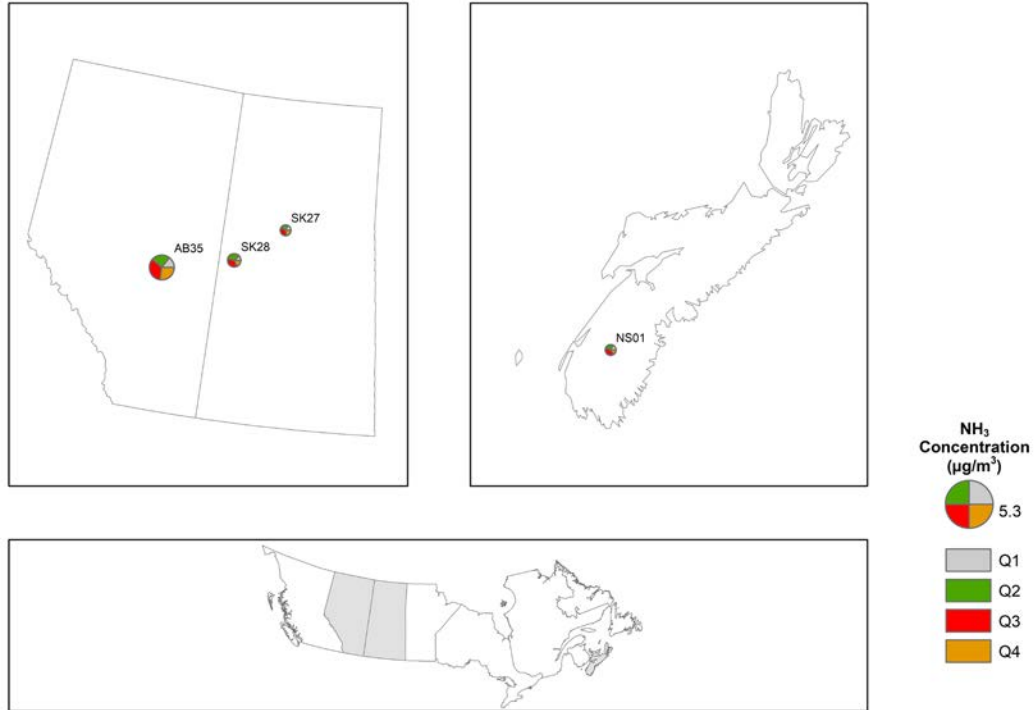 SK27
AB35
SK28
NS01
NH₃
Concentration
(µg/m³)
5.3
Q1
Q2
Q3
Q4